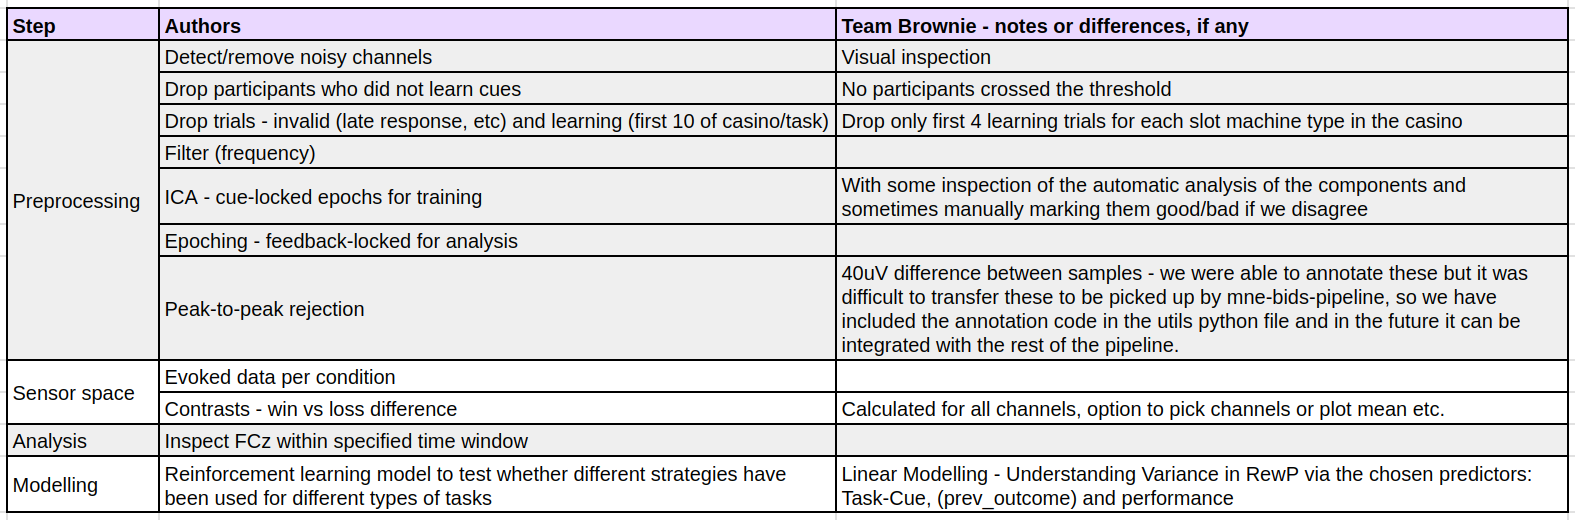 Step Authors Team Brownie - notes or differences, if any
Preprocessing
Detect/remove noisy channels Visual inspection
Drop participants who did not learn cues No participants crossed the threshold
Drop trials - invalid (late response, etc) and learning (first 10 of casino/task) Drop only first 4 learning trials for each slot machine type in the casino
Filter (frequency)
ICA - cue-locked epochs for training
With some inspection of the automatic analysis of the components and
sometimes manually marking them good/bad if we disagree
Epoching - feedback-locked for analysis
Peak-to-peak rejection
40uV difference between samples - we were able to annotate these but it was
difficult to transfer these to be picked up by mne-bids-pipeline, so we have
included the annotation code in the utils python file and in the future it can be
integrated with the rest of the pipeline.
Sensor space
Evoked data per condition
Contrasts - win vs loss difference Calculated for all channels, option to pick channels or plot mean etc.
Analysis Inspect FCz within specified time window
Modelling
Reinforcement learning model to test whether different strategies have
been used for different types of tasks
Linear Modelling - Understanding Variance in RewP via the chosen predictors:
Task-Cue, (prev_outcome) and performance